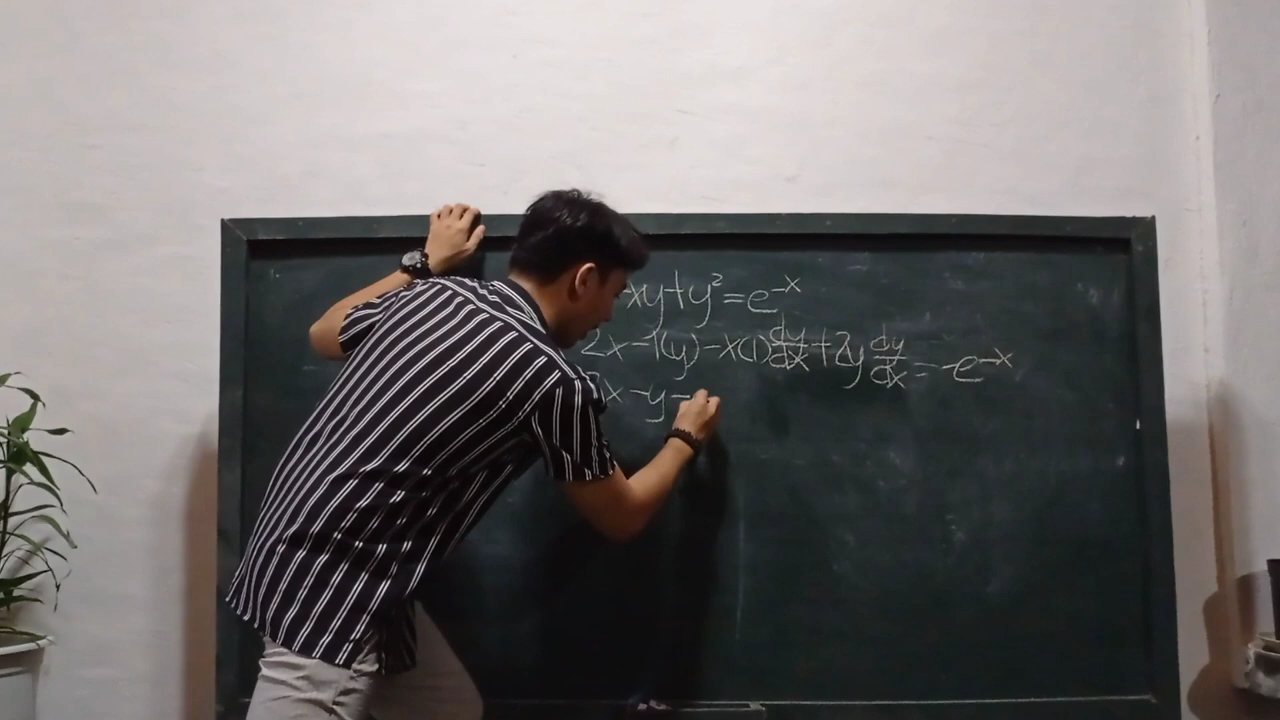 -xy+y²=e^-x
2x-1(y)-x(1)dy/dx+2y dy/dx=-e^-x
2x-y-